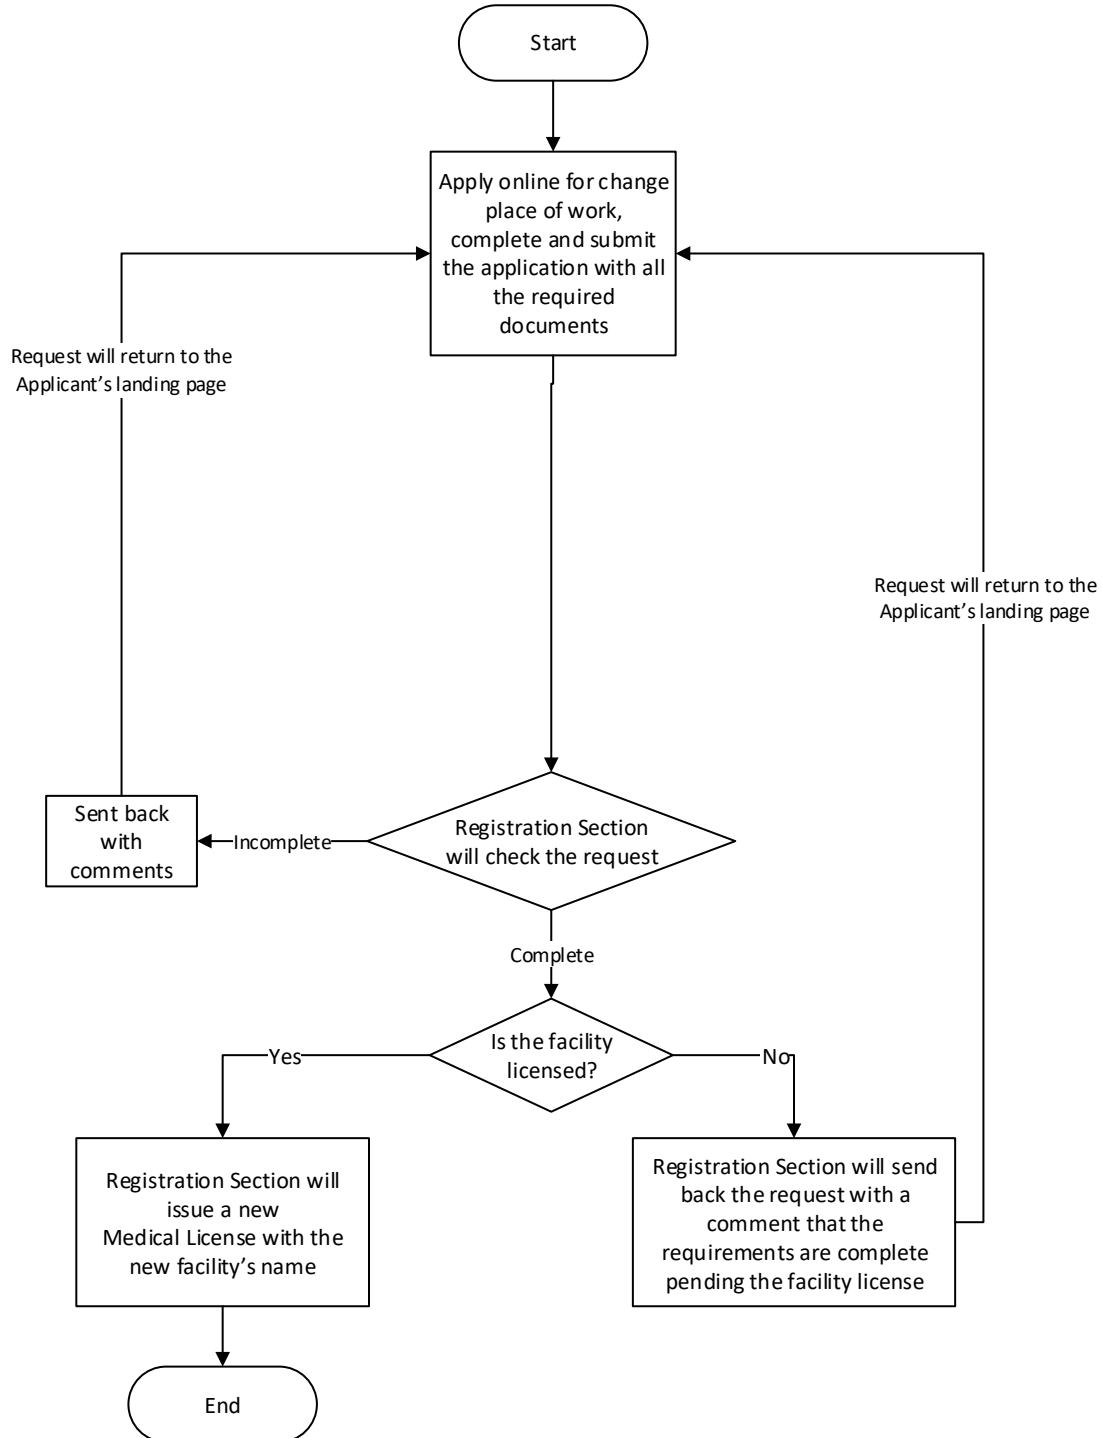 Start
Apply online for change
place of work,
complete and submit
the application with all
the required
documents
Request will return to the
Applicant's landing page
Request will return to the
Applicant's landing page
Sent back
with
comments
Incomplete
Registration Section
will check the request
Complete
Is the facility
licensed?
Yes
No
Registration Section will
issue a new
Medical License with the
new facility's name
Registration Section will send
back the request with a
comment that the
requirements are complete
pending the facility license
End